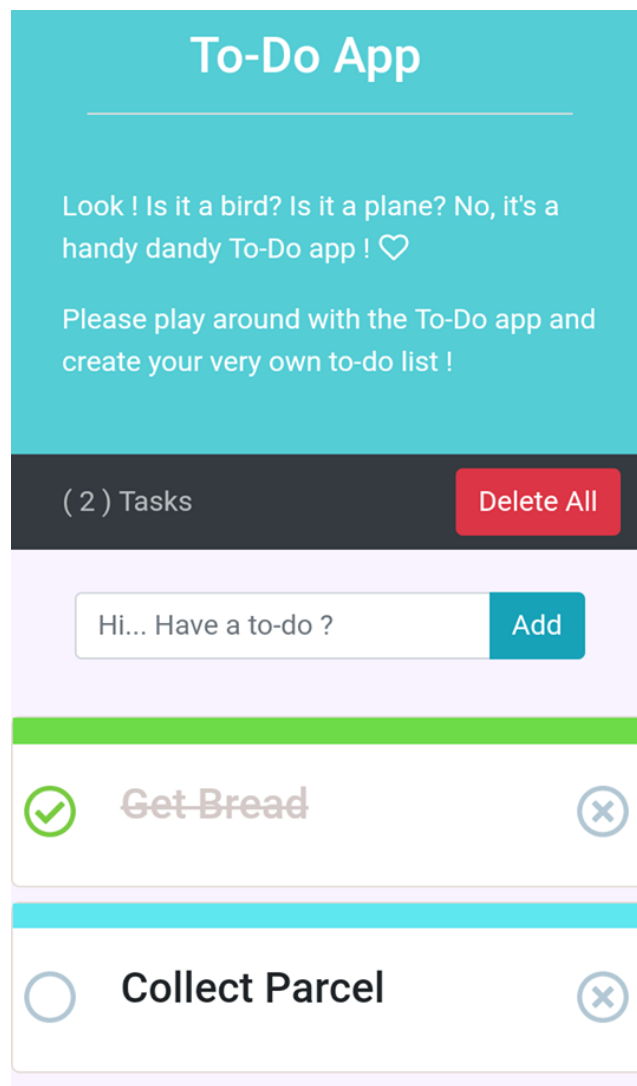 To-Do App
Look ! Is it a bird? Is it a plane? No, it's a
handy dandy To-Do app ! ♡
Please play around with the To-Do app and
create your very own to-do list !
( 2 ) Tasks
Delete All
Hi... Have a to-do ?
Add
Get Bread
Collect Parcel